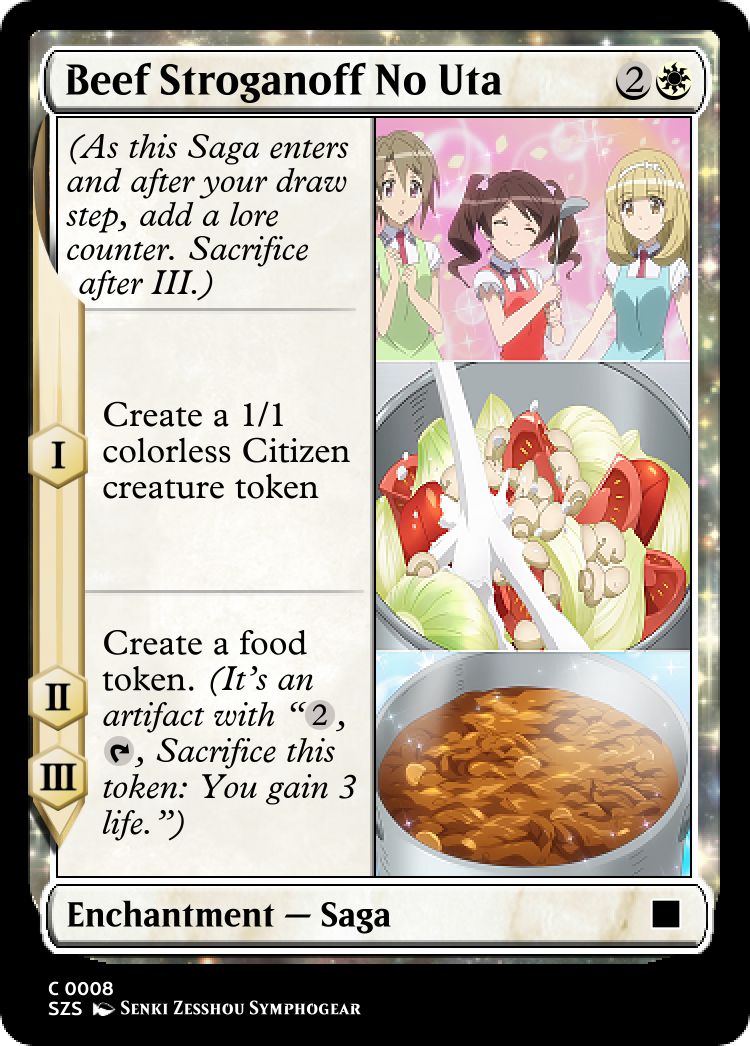 Beef Stroganoff No Uta 2
(As this Saga enters
and after your draw
step, add a lore
counter. Sacrifice
after III.)
I
Create a 1/1
colorless Citizen
creature token
II
III
Create a food
token. (It's an
artifact with “2,
, Sacrifice this
token: You gain 3
life.”)
Enchantment — Saga
C 0008
SZS SENKI ZESSHOU SYMPHOGEAR